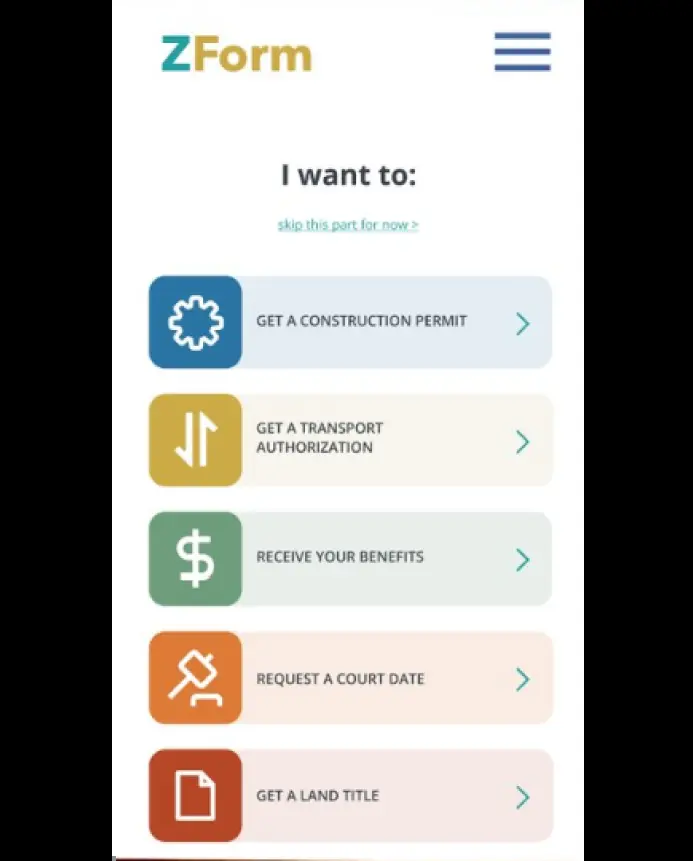 ZForm
I want to:
skip this part for now >
GET A CONSTRUCTION PERMIT
GET A TRANSPORT
AUTHORIZATION
RECEIVE YOUR BENEFITS
REQUEST A COURT DATE
GET A LAND TITLE